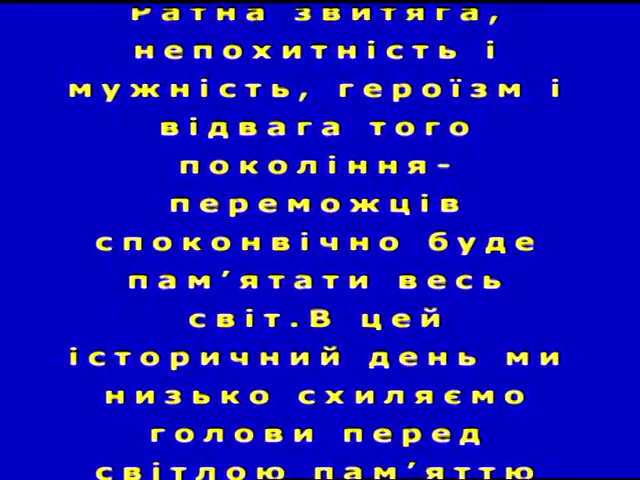 Ратна звитяга,
непохитність і
мужність, героїзм і
відвага того
покоління-
переможців
споконвічно буде
пам’ятати весь
світ.В цей
історичний день ми
низько схиляємо
голови перед
світлою пам’яттю